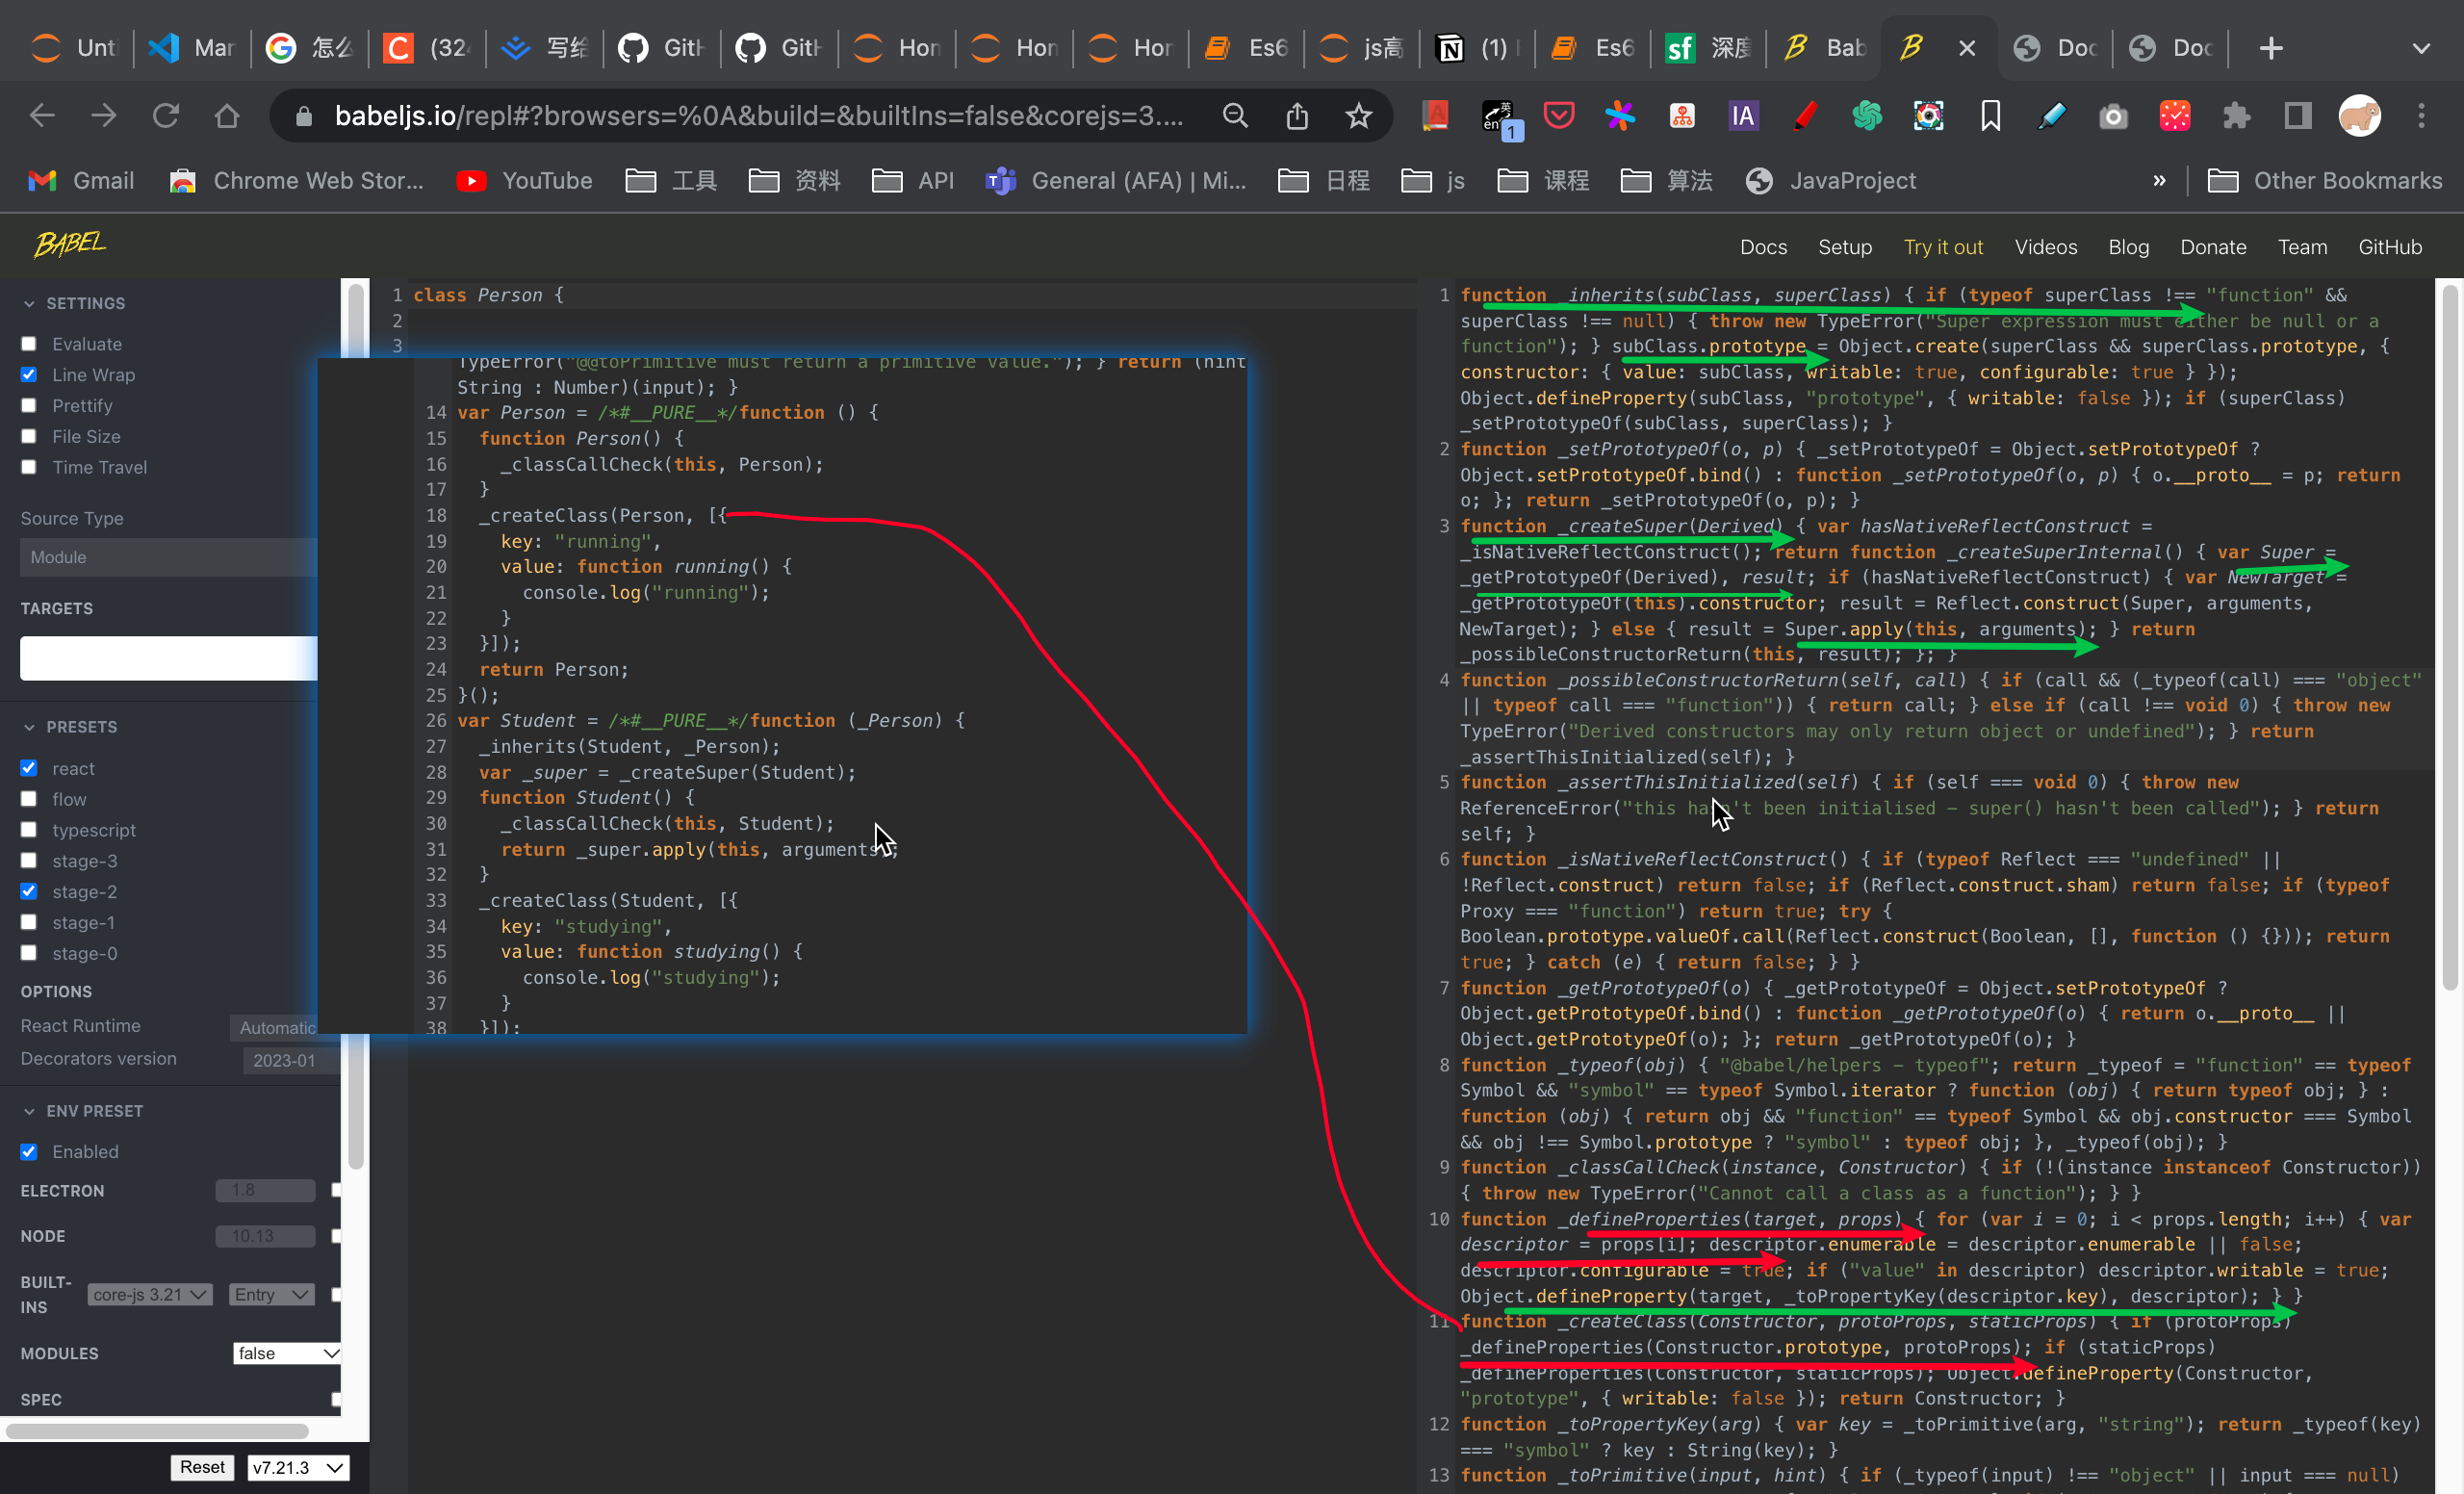 Unti
Mar
怎么
(324
写给
GitH
GitH
Hom
Hom
Hom
Es6
js高
(1)
Es6
深度
Bab
Doc
Doc
babeljs.io/repl#?browsers=%0A&build=&builtIns=false&corejs=3....
1
Gmail
Chrome Web Stor...
YouTube
工具
资料
API
General (AFA) | Mi...
日程
js
课程
算法
JavaProject
»
Other Bookmarks
BABEL
Docs
Setup
Try it out
Videos
Blog
Donate
Team
GitHub
SETTINGS
Evaluate
Line Wrap
Prettify
File Size
Time Travel
Source Type
Module
TARGETS
PRESETS
react
flow
typescript
stage-3
stage-2
stage-1
stage-0
OPTIONS
React Runtime
Automatic
Decorators version
2023-01
ENV PRESET
Enabled
ELECTRON
1.8
NODE
10.13
BUILT-
INS
core-js 3.21
Entry
MODULES
false
SPEC
Reset
v7.21.3
1 class Person {
2
3
TypeError("@@toPrimitive must return a primitive value."); } return (hint
String : Number)(input); }
14 var Person = /*#__PURE__*/function () {
15 function Person() {
16 _classCallCheck(this, Person);
17 }
18 _createClass(Person, [{
19 key: "running",
20 value: function running() {
21 console.log("running");
22 }
23 }]);
24 return Person;
25 }();
26 var Student = /*#__PURE__*/function (_Person) {
27 _inherits(Student, _Person);
28 var _super = _createSuper(Student);
29 function Student() {
30 _classCallCheck(this, Student);
31 return _super.apply(this, arguments);
32 }
33 _createClass(Student, [{
34 key: "studying",
35 value: function studying() {
36 console.log("studying");
37 }
38 }]);
1 function _inherits(subClass, superClass) { if (typeof superClass !== "function" &&
superClass !== null) { throw new TypeError("Super expression must either be null or a
function"); } subClass.prototype = Object.create(superClass && superClass.prototype, {
constructor: { value: subClass, writable: true, configurable: true } });
Object.defineProperty(subClass, "prototype", { writable: false }); if (superClass)
_setPrototypeOf(subClass, superClass); }
2 function _setPrototypeOf(o, p) { _setPrototypeOf = Object.setPrototypeOf ?
Object.setPrototypeOf.bind() : function _setPrototypeOf(o, p) { o.__proto__ = p; return
o; }; return _setPrototypeOf(o, p); }
3 function _createSuper(Derived) { var hasNativeReflectConstruct =
_isNativeReflectConstruct(); return function _createSuperInternal() { var Super =
_getPrototypeOf(Derived), result; if (hasNativeReflectConstruct) { var NewTarget =
_getPrototypeOf(this).constructor; result = Reflect.construct(Super, arguments,
NewTarget); } else { result = Super.apply(this, arguments); } return
_possibleConstructorReturn(this, result); }; }
4 function _possibleConstructorReturn(self, call) { if (call && (_typeof(call) === "object"
|| typeof call === "function")) { return call; } else if (call !== void 0) { throw new
TypeError("Derived constructors may only return object or undefined"); } return
_assertThisInitialized(self); }
5 function _assertThisInitialized(self) { if (self === void 0) { throw new
ReferenceError("this hasn't been initialised - super() hasn't been called"); } return
self; }
6 function _isNativeReflectConstruct() { if (typeof Reflect === "undefined" ||
!Reflect.construct) return false; if (Reflect.construct.sham) return false; if (typeof
Proxy === "function") return true; try {
Boolean.prototype.valueOf.call(Reflect.construct(Boolean, [], function () {})); return
true; } catch (e) { return false; } }
7 function _getPrototypeOf(o) { _getPrototypeOf = Object.setPrototypeOf ?
Object.getPrototypeOf.bind() : function _getPrototypeOf(o) { return o.__proto__ ||
Object.getPrototypeOf(o); }; return _getPrototypeOf(o); }
8 function _typeof(obj) { "@babel/helpers - typeof"; return _typeof = "function" == typeof
Symbol && "symbol" == typeof Symbol.iterator ? function (obj) { return typeof obj; } :
function (obj) { return obj && "function" == typeof Symbol && obj.constructor === Symbol
&& obj !== Symbol.prototype ? "symbol" : typeof obj; }, _typeof(obj); }
9 function _classCallCheck(instance, Constructor) { if (!(instance instanceof Constructor))
{ throw new TypeError("Cannot call a class as a function"); } }
10 function _defineProperties(target, props) { for (var i = 0; i < props.length; i++) { var
descriptor = props[i]; descriptor.enumerable = descriptor.enumerable || false;
descriptor.configurable = true; if ("value" in descriptor) descriptor.writable = true;
Object.defineProperty(target, _toPropertyKey(descriptor.key), descriptor); } }
11 function _createClass(Constructor, protoProps, staticProps) { if (protoProps)
_defineProperties(Constructor.prototype, protoProps); if (staticProps)
_defineProperties(Constructor, staticProps); Object.defineProperty(Constructor,
"prototype", { writable: false }); return Constructor; }
12 function _toPropertyKey(arg) { var key = _toPrimitive(arg, "string"); return _typeof(key)
=== "symbol" ? key : String(key); }
13 function _toPrimitive(input, hint) { if (_typeof(input) !== "object" || input === null)